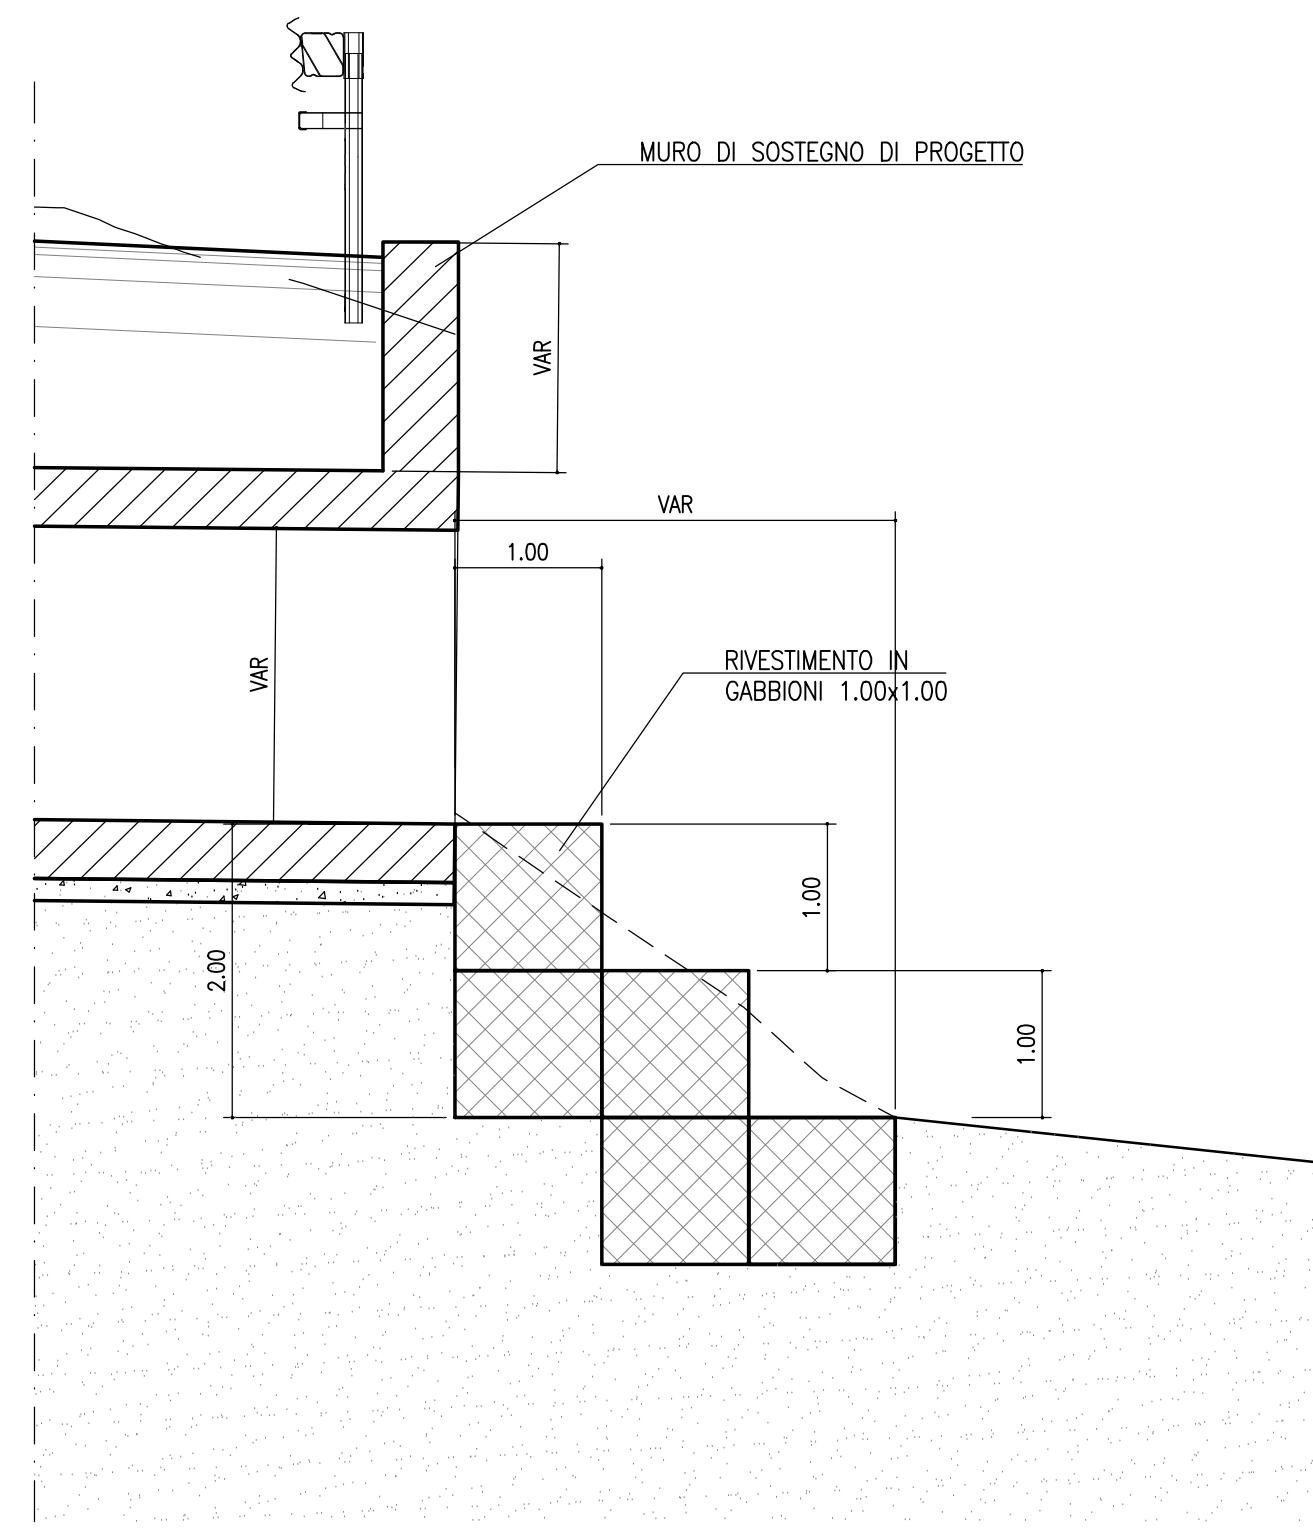 MURO DI SOSTEGNO DI PROGETTO
VAR
VAR
1.00
RIVESTIMENTO IN
GABBIONI 1.00x1.00
VAR
1.00
2.00
1.00